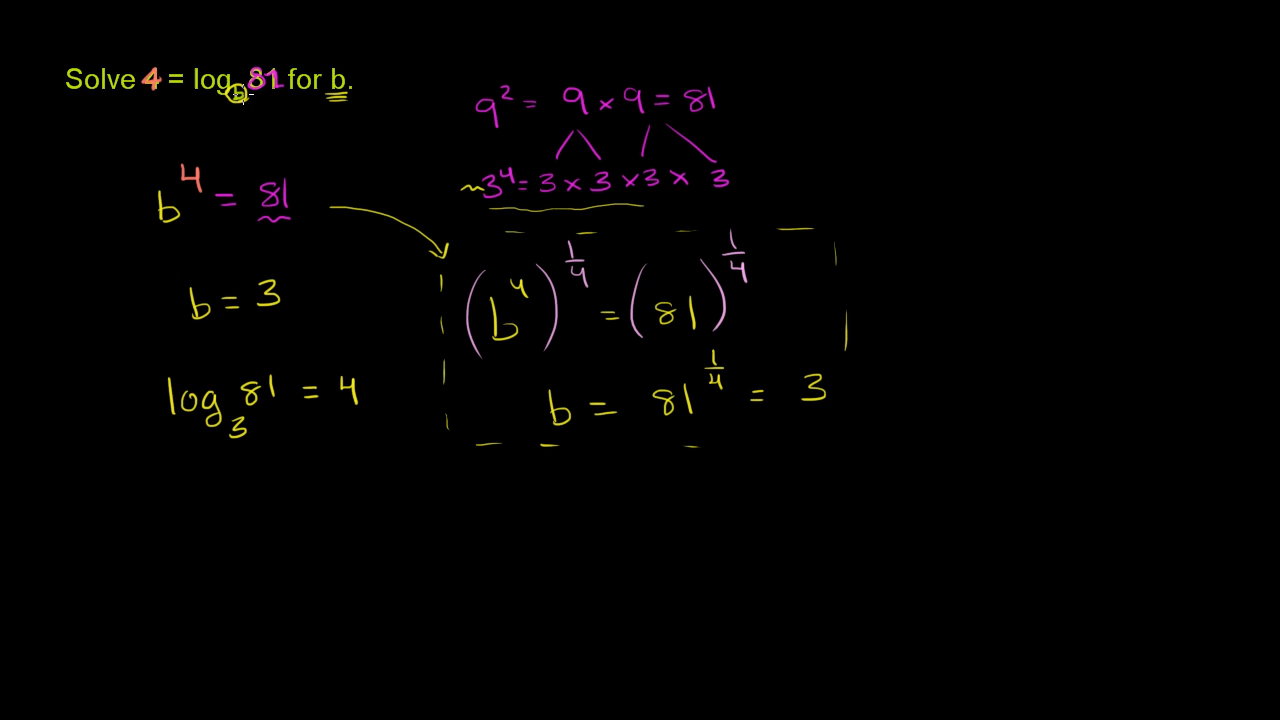 Solve 4 = log_b 81 for b.
9² = 9 × 9 = 81
3⁴ = 3 × 3 × 3 × 3
b⁴ = 81
b = 3
log₃ 81 = 4
(b⁴)^(1/4) = (81)^(1/4)
b = 81^(1/4) = 3